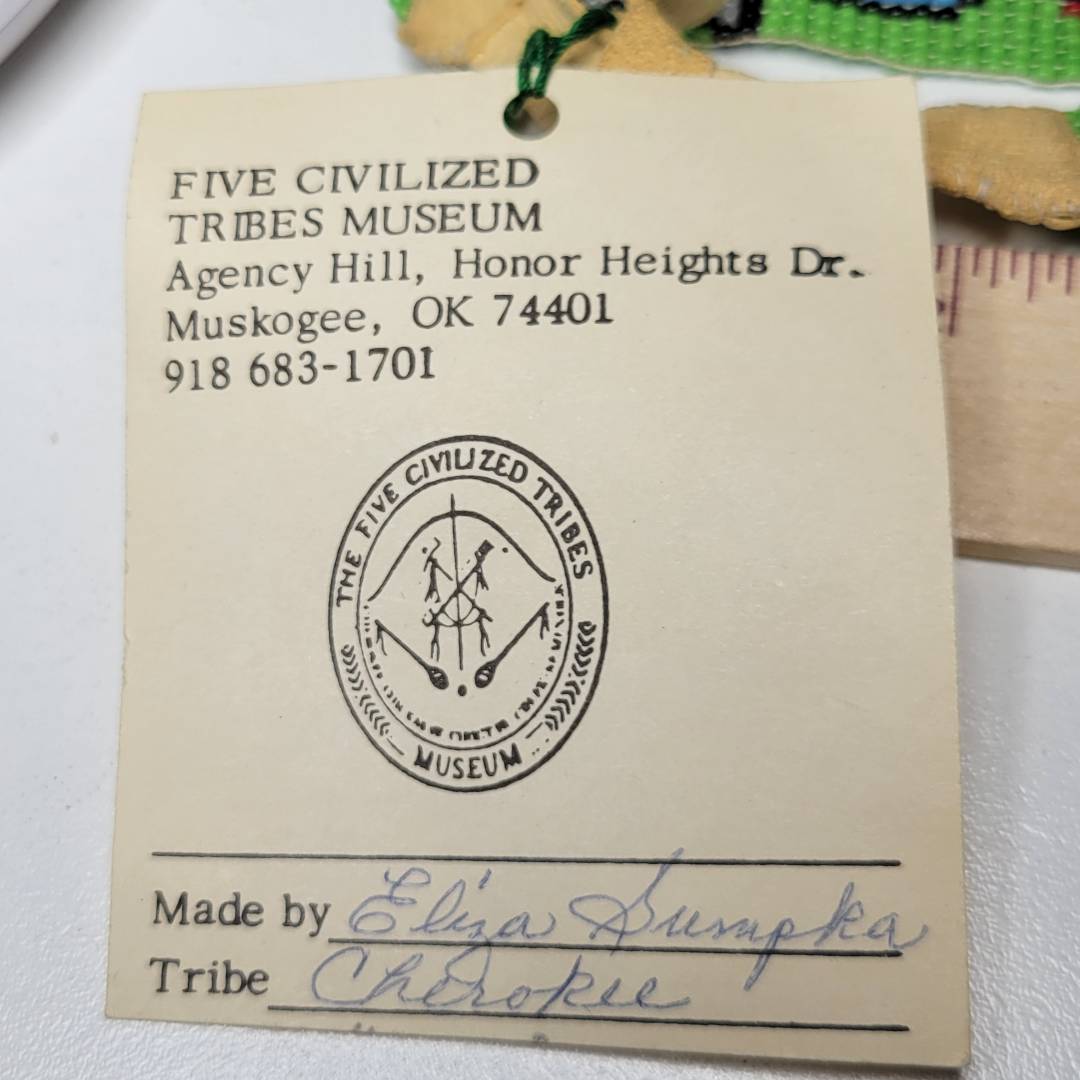 FIVE CIVILIZED
TRIBES MUSEUM
Agency Hill, Honor Heights Dr.
Muskogee, OK 74401
918 683-1701
THE FIVE CIVILIZED TRIBES
MUSEUM
Made by Eliza Sumpka
Tribe Cherokee